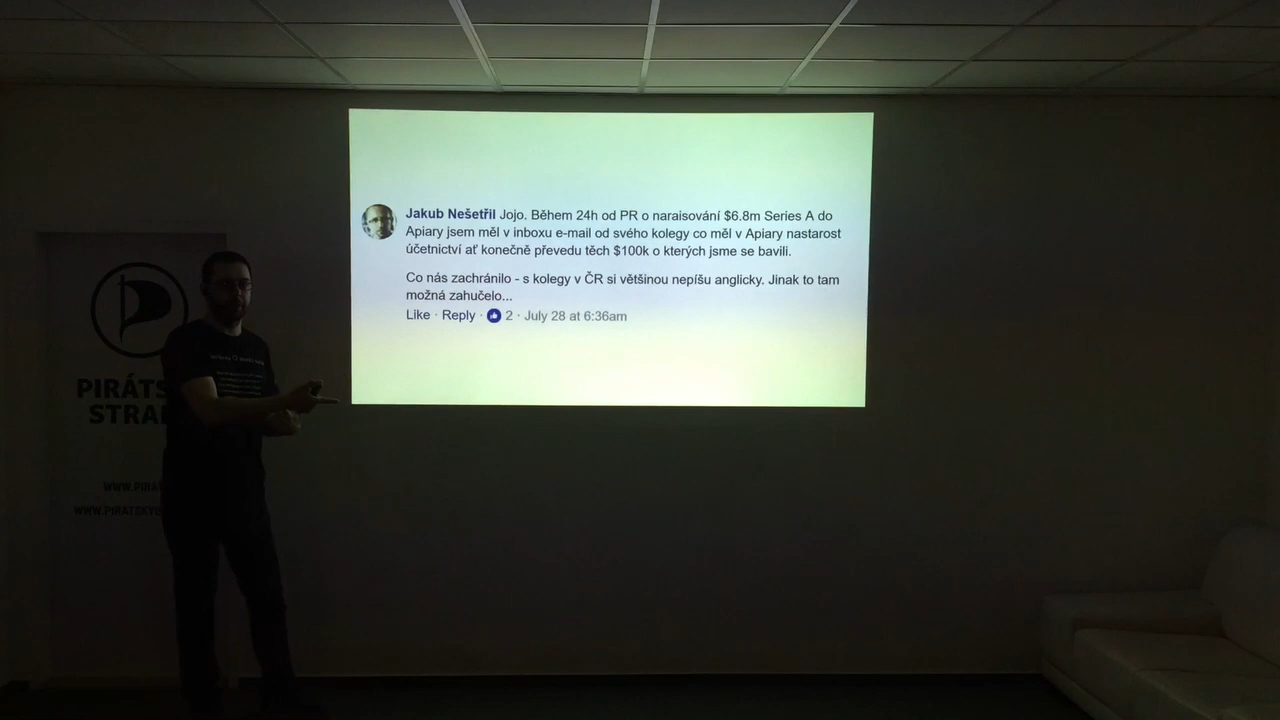 Jakub Nešetřil Jojo. Během 24h od PR o naraisování $6.8m Series A do
Apiary jsem měl v inboxu e-mail od svého kolegy co měl v Apiary nastarost
účetnictví ať konečně převedu těch $100k o kterých jsme se bavili.
Co nás zachránilo - s kolegy v ČR si většinou nepíšu anglicky. Jinak to tam
možná zahučelo...
Like · Reply · 2 · July 28 at 6:36am
PIRÁTS
STRA
WWW.PIRÁ
WWW.PIRATSKY